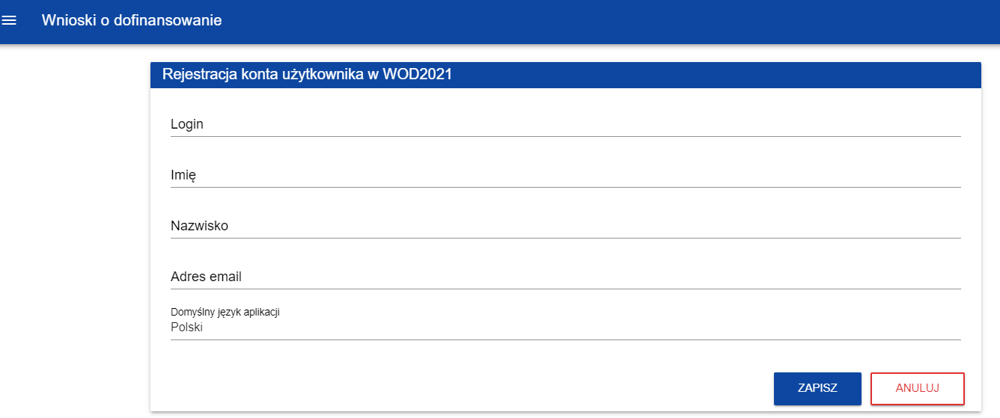 Wnioski o dofinansowanie
Rejestracja konta użytkownika w WOD2021
Login
Imię
Nazwisko
Adres email
Domyślny język aplikacji
Polski
ZAPISZ ANULUJ